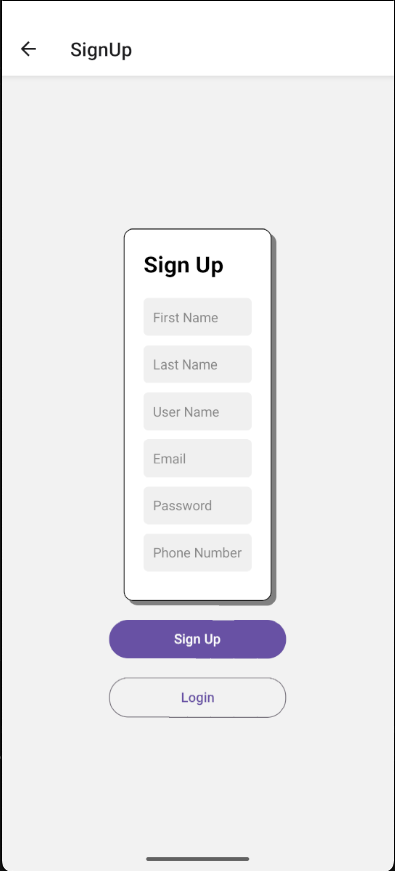 SignUp
Sign Up
First Name
Last Name
User Name
Email
Password
Phone Number
Sign Up
Login